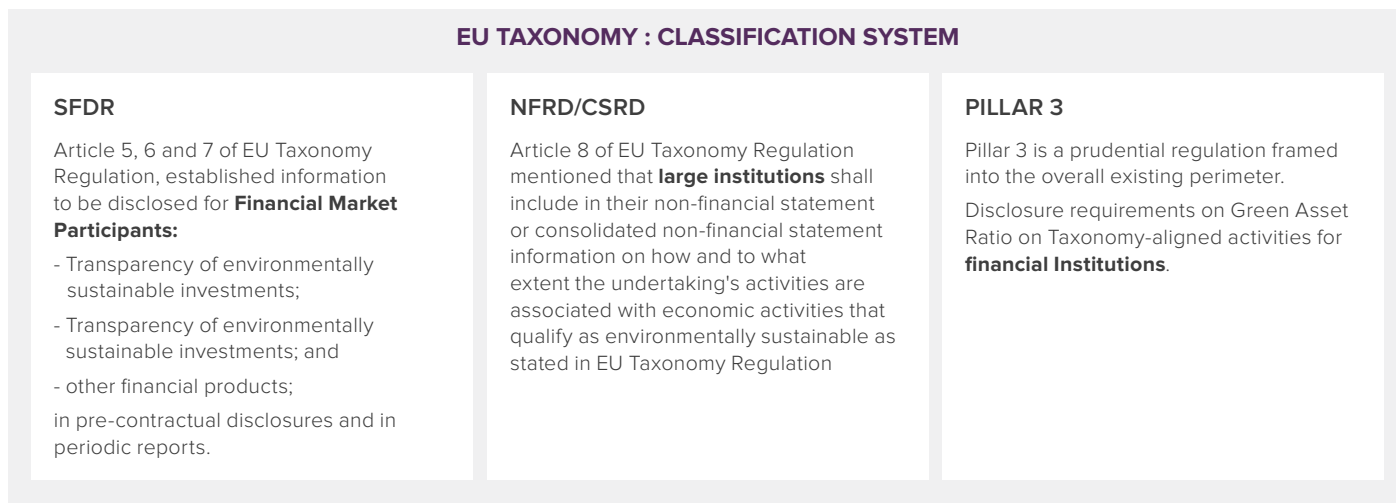 EU TAXONOMY : CLASSIFICATION SYSTEM
SFDR
Article 5, 6 and 7 of EU Taxonomy
Regulation, established information
to be disclosed for Financial Market
Participants:
- Transparency of environmentally
sustainable investments;
- Transparency of environmentally
sustainable investments; and
- other financial products;
in pre-contractual disclosures and in
periodic reports.
NFRD/CSRD
Article 8 of EU Taxonomy Regulation
mentioned that large institutions shall
include in their non-financial statement
or consolidated non-financial statement
information on how and to what
extent the undertaking's activities are
associated with economic activities that
qualify as environmentally sustainable as
stated in EU Taxonomy Regulation
PILLAR 3
Pillar 3 is a prudential regulation framed
into the overall existing perimeter.
Disclosure requirements on Green Asset
Ratio on Taxonomy-aligned activities for
financial Institutions.